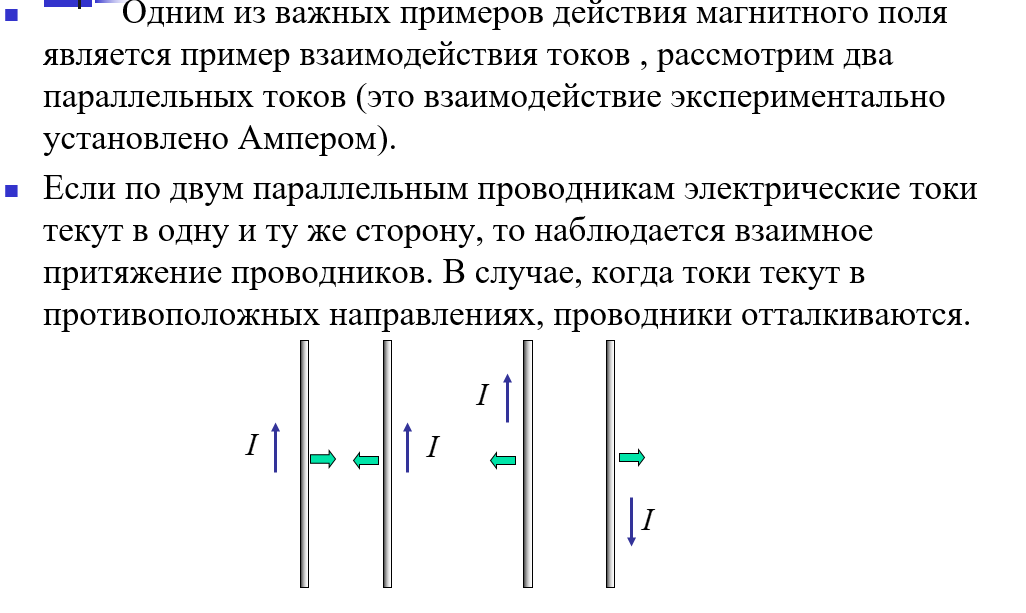 Одним из важных примеров действия магнитного поля
является пример взаимодействия токов , рассмотрим два
параллельных токов (это взаимодействие экспериментально
установлено Ампером).
Если по двум параллельным проводникам электрические токи
текут в одну и ту же сторону, то наблюдается взаимное
притяжение проводников. В случае, когда токи текут в
противоположных направлениях, проводники отталкиваются.
I
I
I
I